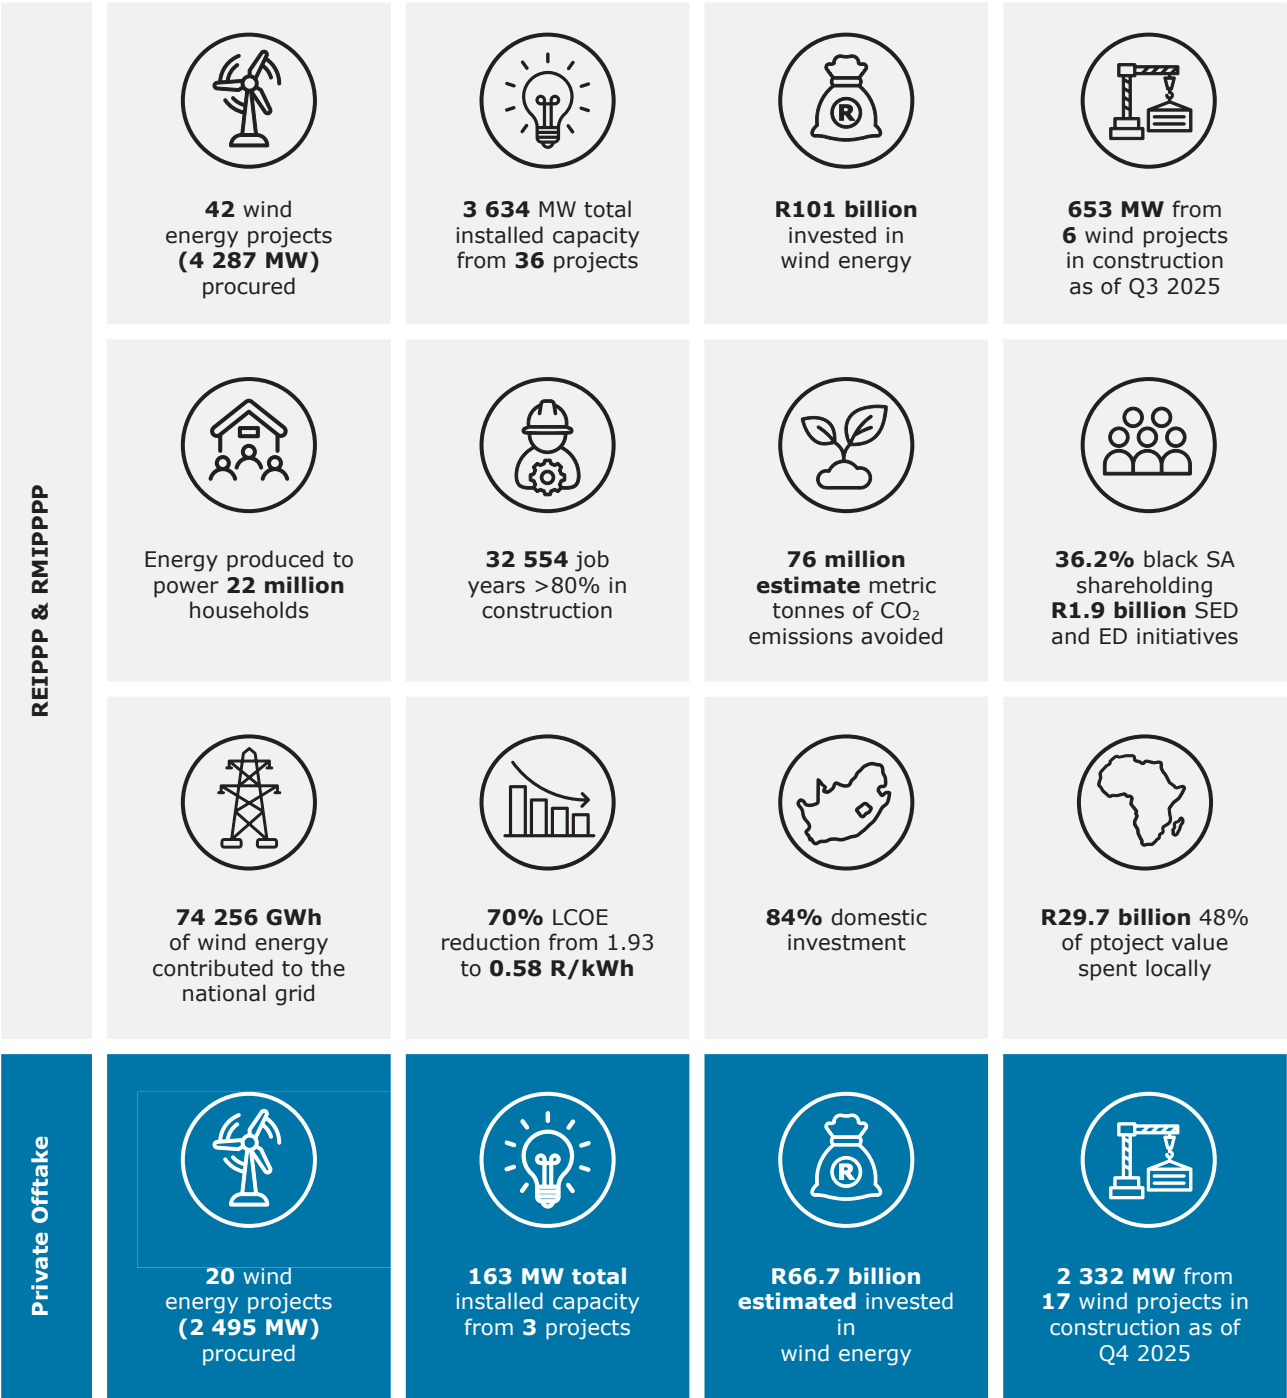 REIPPP & RMIPPPP
42 wind
energy projects
(4 287 MW)
procured
3 634 MW total
installed capacity
from 36 projects
R
R101 billion
invested in
wind energy
653 MW from
6 wind projects
in construction
as of Q3 2025
Energy produced to
power 22 million
households
32 554 job
years >80% in
construction
76 million
estimate metric
tonnes of CO₂
emissions avoided
36.2% black SA
shareholding
R1.9 billion SED
and ED initiatives
74 256 GWh
of wind energy
contributed to the
national grid
70% LCOE
reduction from 1.93
to 0.58 R/kWh
84% domestic
investment
R29.7 billion 48%
of ptoject value
spent locally
Private Offtake
20 wind
energy projects
(2 495 MW)
procured
163 MW total
installed capacity
from 3 projects
R
R66.7 billion
estimated invested
in
wind energy
2 332 MW from
17 wind projects in
construction as of
Q4 2025